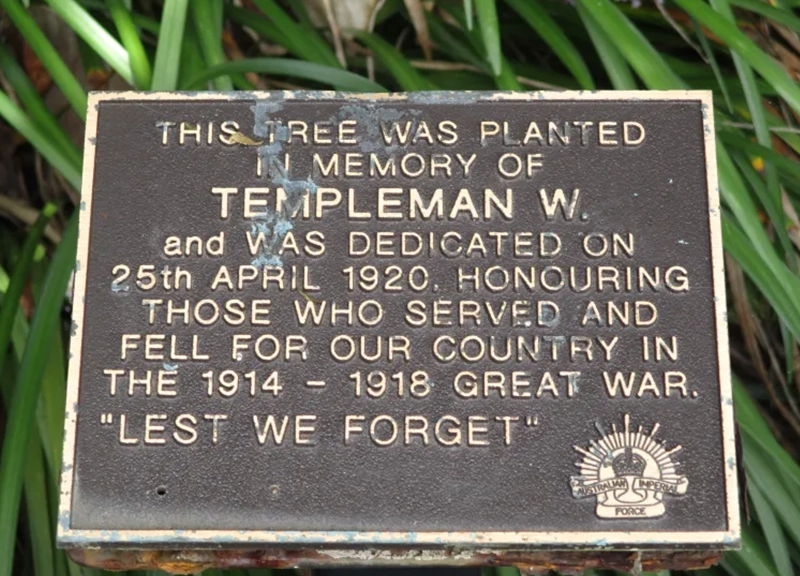 THIS TREE WAS PLANTED
IN MEMORY OF
TEMPLEMAN W.
and WAS DEDICATED ON
25th APRIL 1920. HONOURING
THOSE WHO SERVED AND
FELL FOR OUR COUNTRY IN
THE 1914 - 1918 GREAT WAR.
"LEST WE FORGET"
AUSTRALIAN IMPERIAL
FORCE